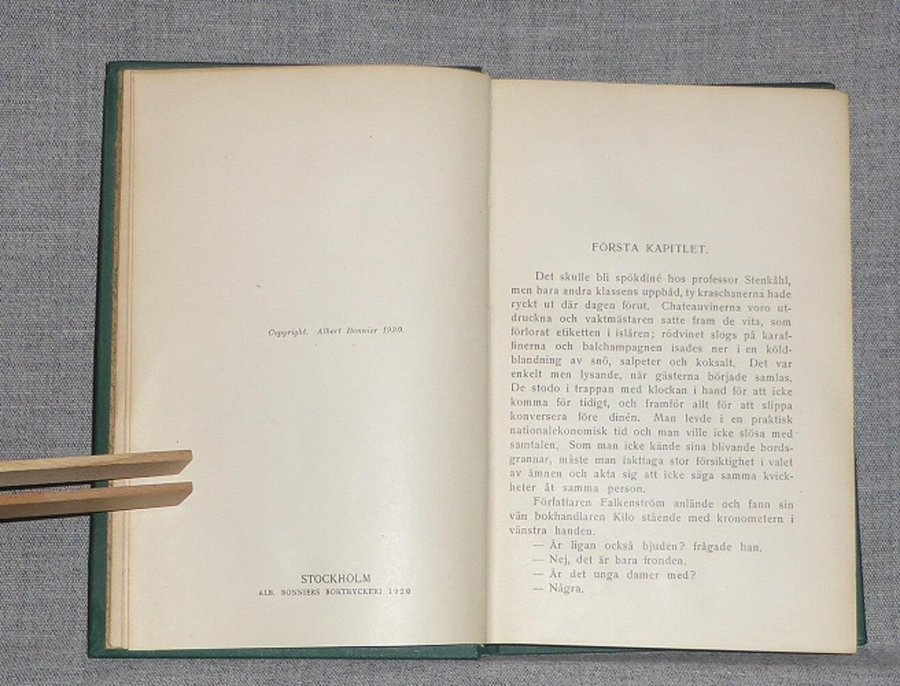 Copyright. Albert Bonnier 1920.
STOCKHOLM
ALB. BONNIERS BOKTRYCKERI 1920
FÖRSTA KAPITLET.
Det skulle bli spökdiné hos professor Stenkåhl,
men bara andra klassens uppbåd, ty kraschanerna hade
ryckt ut där dagen förut. Chateauvinerna voro ut-
druckna och vaktmästaren satte fram de vita, som
förlorat etiketten i islåren; rödvinet slogs på karaf-
finerna och balchampagnen isades ner i en köld-
blandning av snö, salpeter och koksalt. Det var
enkelt men lysande, när gästerna började samlas.
De stodo i trappan med klockan i hand för att icke
komma för tidigt, och framför allt för att slippa
konversera före dinén. Man levde i en praktisk
nationalekonomisk tid och man ville icke slösa med
samtalen. Som man icke kände sina blivande bords-
grannar, måste man iakttaga stor försiktighet i valet
av ämnen och akta sig att icke säga samma kvick-
heter åt samma person.
Författaren Falkenström anlände och fann sin
vän bokhandlaren Kilo stående med kronometern i
vänstra handen.
— Är ligan också bjuden? frågade han.
— Nej, det är bara fronden.
— Är det unga damer med?
— Några.